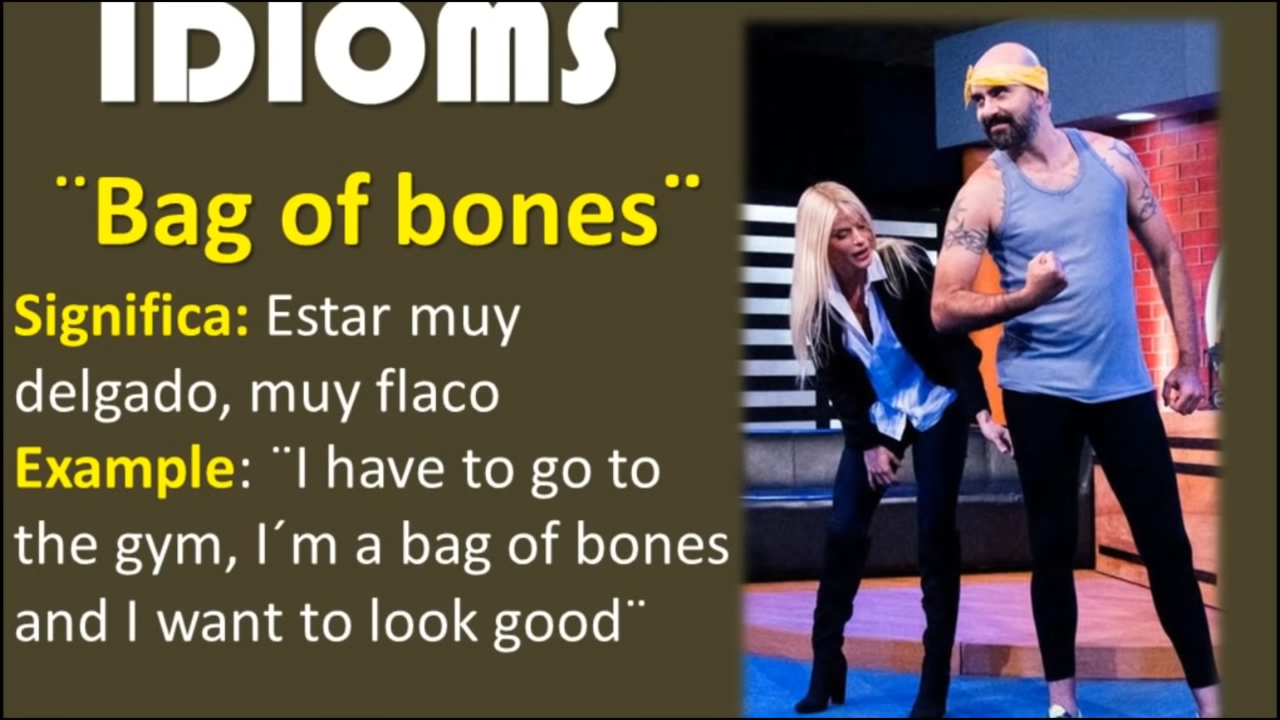 IDIOMS
¨Bag of bones¨
Significa: Estar muy
delgado, muy flaco
Example: ¨I have to go to
the gym, I´m a bag of bones
and I want to look good¨